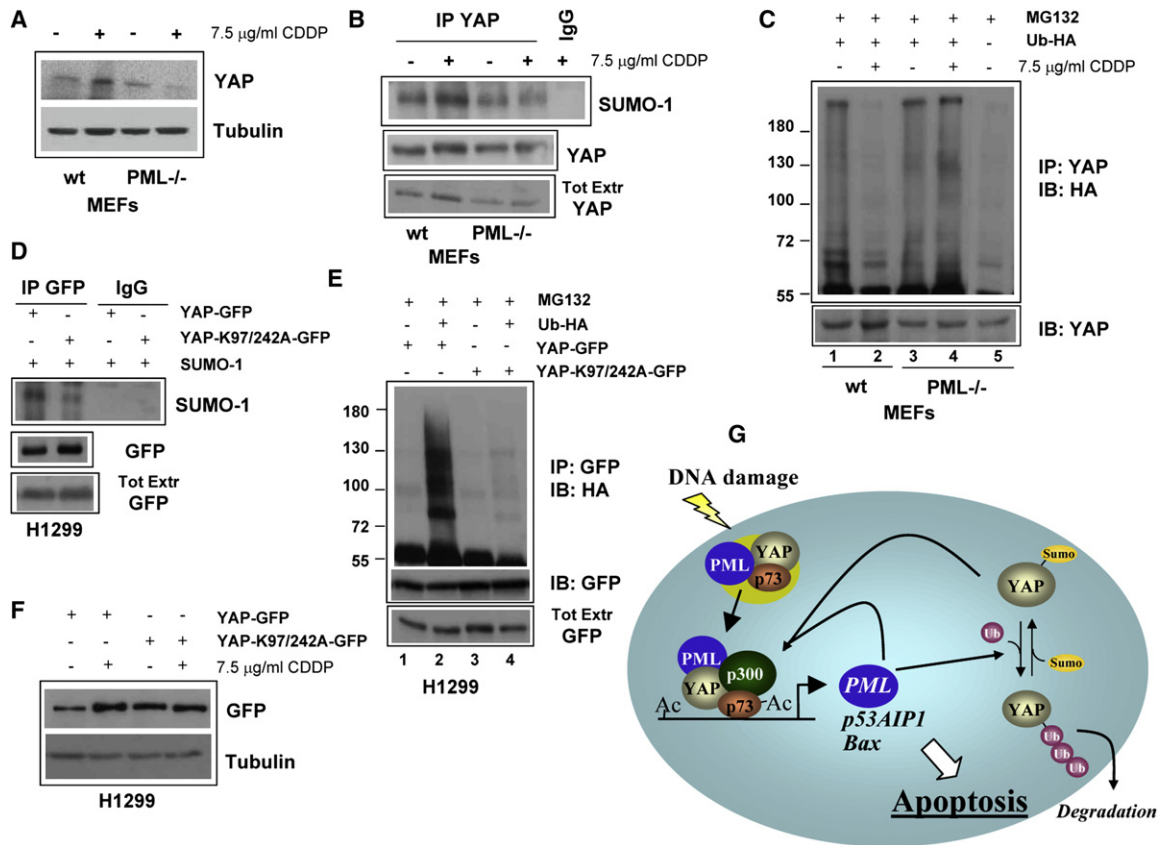 A
- + - + 7.5 µg/ml CDDP
YAP
Tubulin
wt PML-/-
MEFs
B
IP YAP IgG
- + - + + 7.5 µg/ml CDDP
SUMO-1
YAP
Tot Extr
YAP
wt PML-/-
MEFs
C
+ + + + + MG132
+ + + + - Ub-HA
- + - + - 7.5 µg/ml CDDP
180
130
100
72
55
IP: YAP
IB: HA
IB: YAP
1 2 3 4 5
wt PML-/-
MEFs
D
IP GFP IgG
+ - + - YAP-GFP
- + - + YAP-K97/242A-GFP
+ + + + SUMO-1
SUMO-1
GFP
Tot Extr
GFP
H1299
E
+ + + + MG132
- + - + Ub-HA
+ + - - YAP-GFP
- - + + YAP-K97/242A-GFP
180
130
100
72
55
IP: GFP
IB: HA
IB: GFP
Tot Extr
GFP
1 2 3 4
H1299
F
+ + - - YAP-GFP
- - + + YAP-K97/242A-GFP
- + - + 7.5 µg/ml CDDP
GFP
Tubulin
H1299
G
DNA damage
PML YAP
p73
PML
YAP p300
Ac p73 Ac
PML
p53AIP1
Bax
Apoptosis
Sumo
YAP
Ub
Sumo
YAP
Ub
Ub
Ub
Degradation